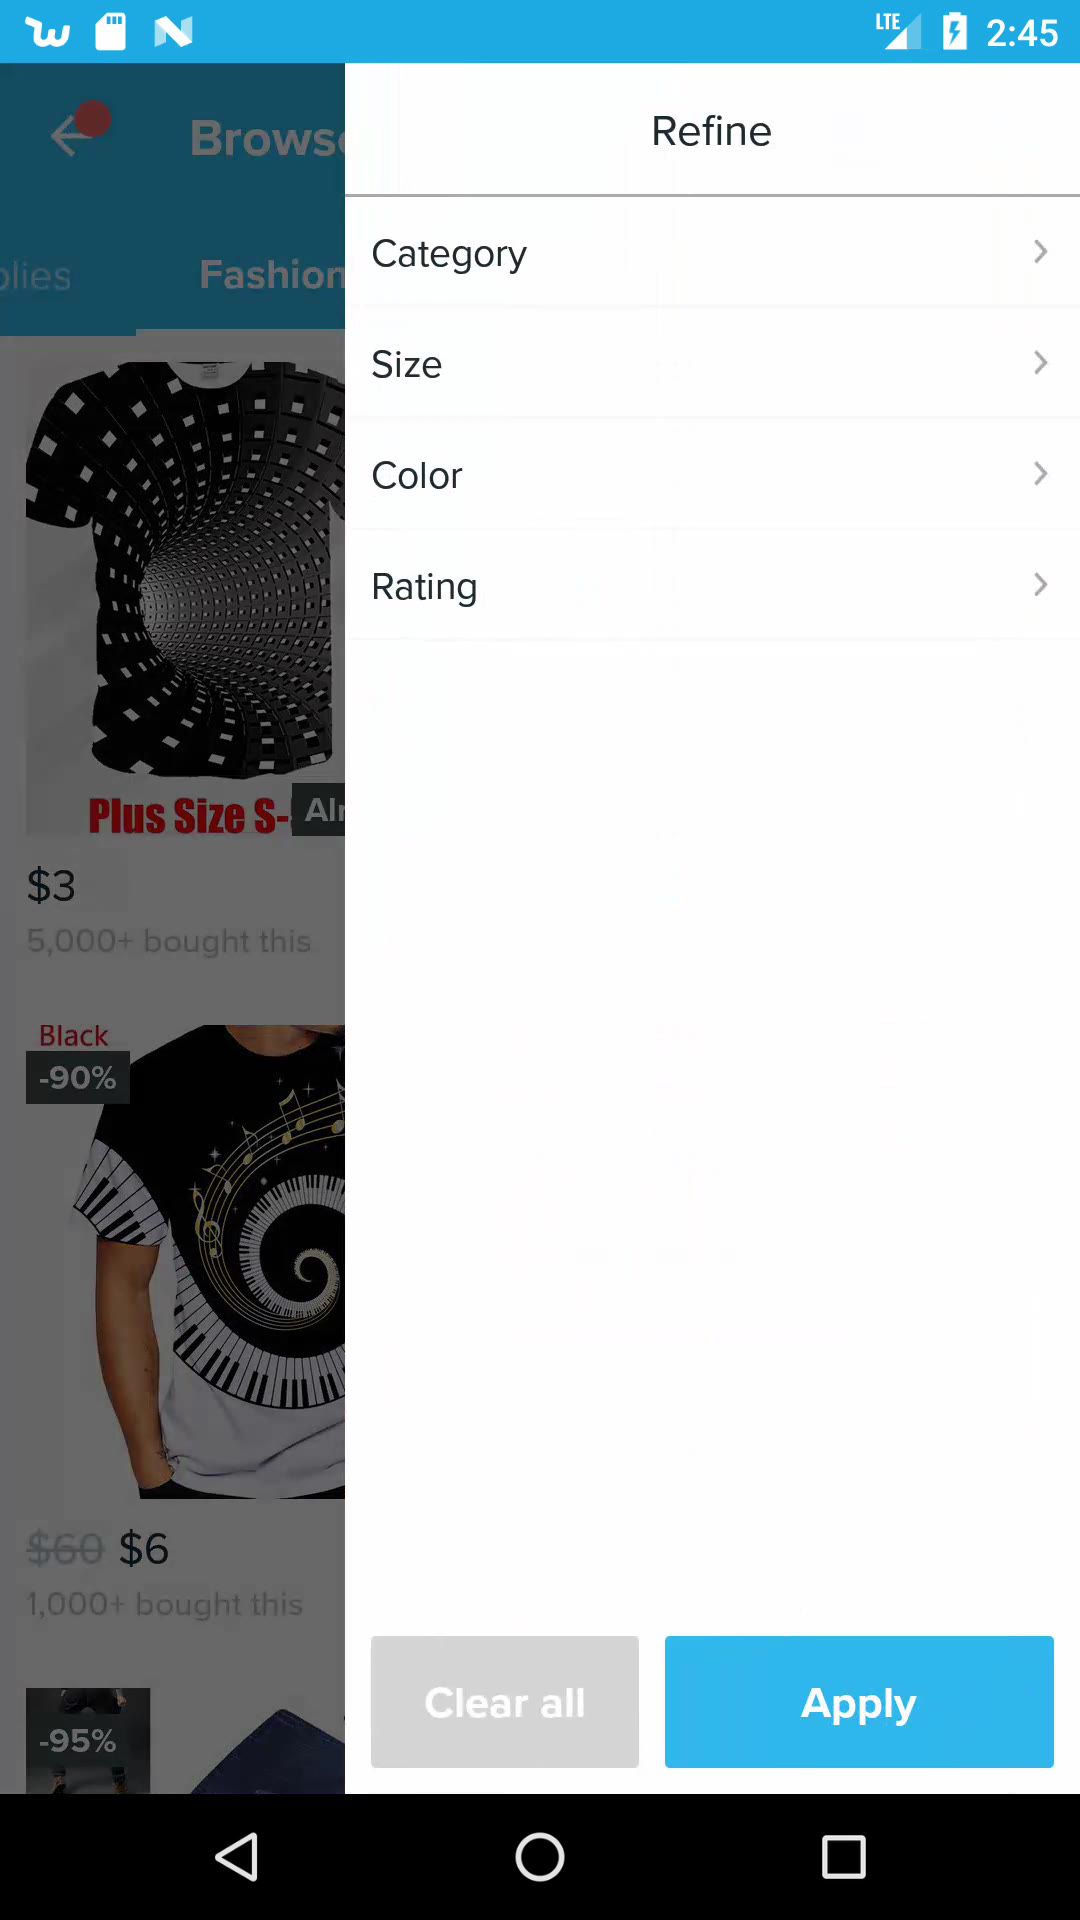 LTE 2:45
Browse
Refine
plies
Fashion
Category
Size
Color
Rating
Plus Size S-
Alr
$3
5,000+ bought this
Black
-90%
$60 $6
1,000+ bought this
-95%
Clear all
Apply